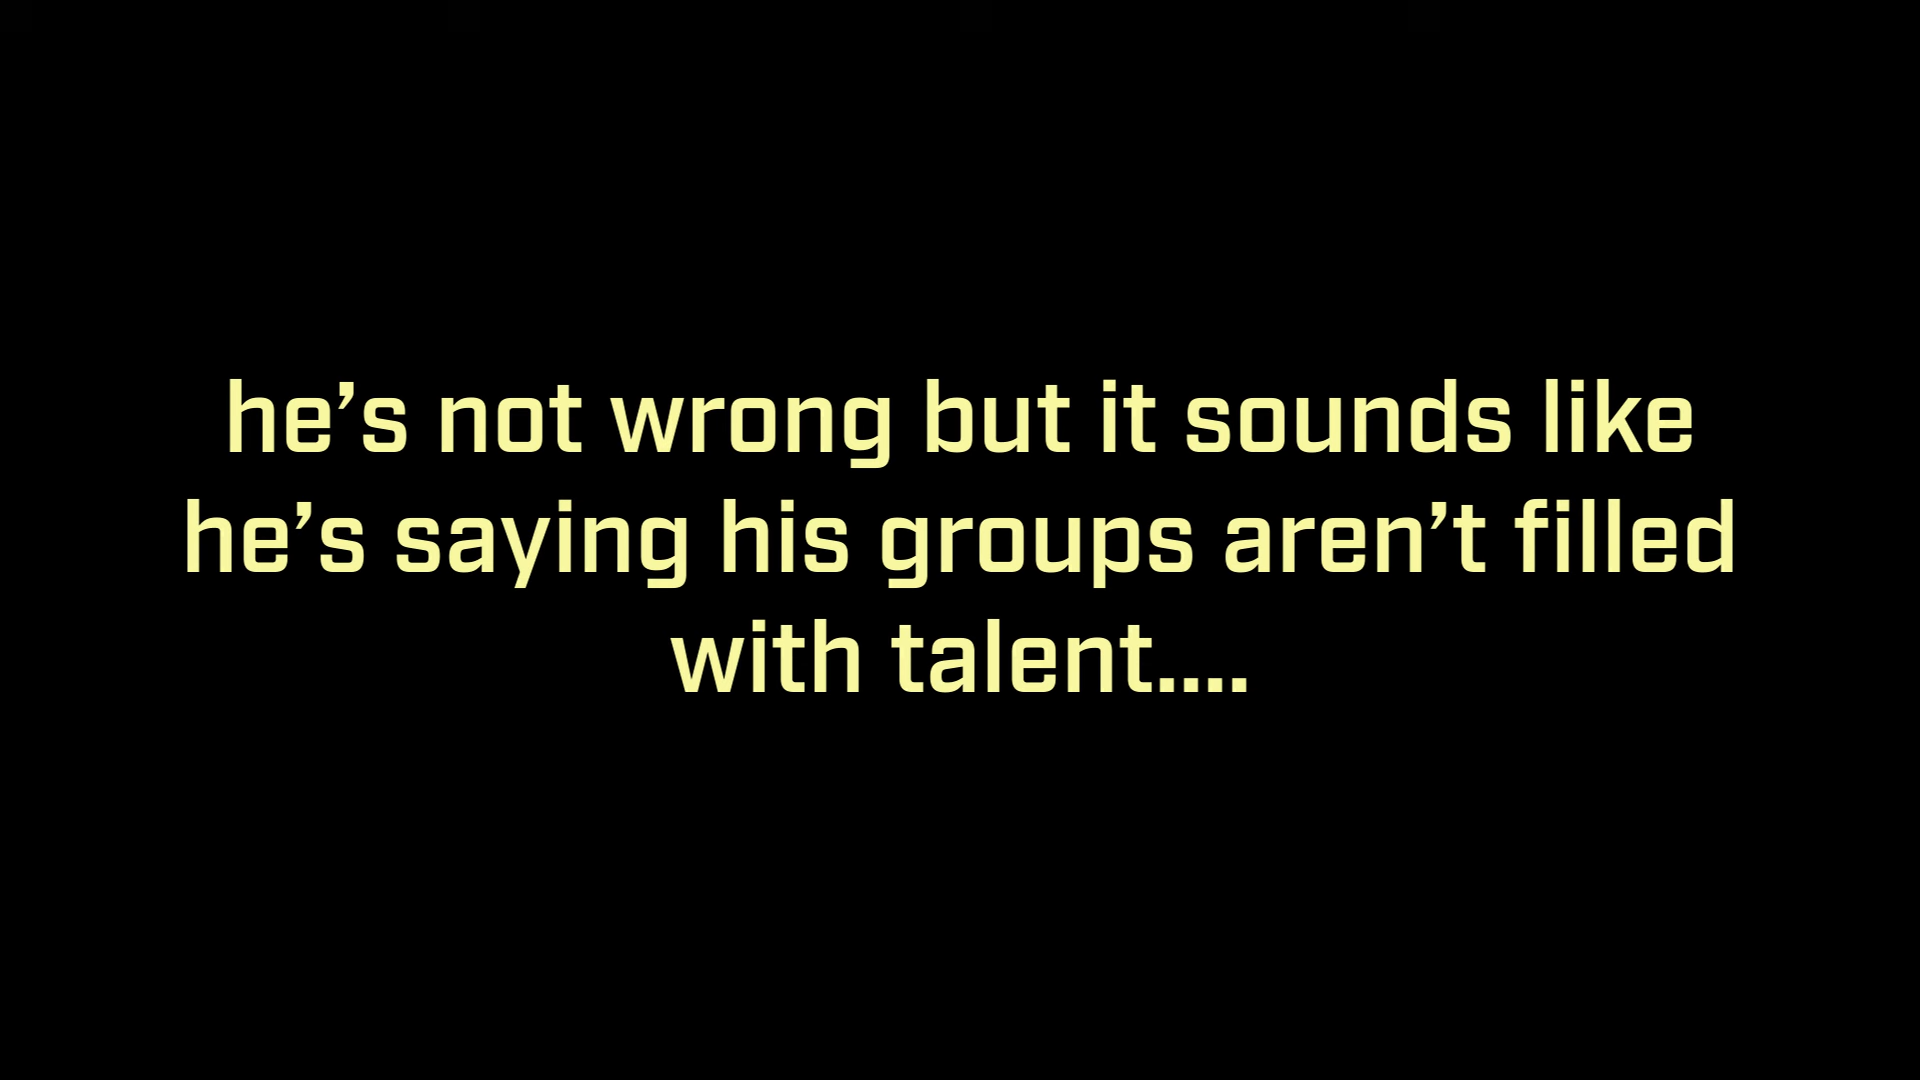 he’s not wrong but it sounds like
he’s saying his groups aren’t filled
with talent....